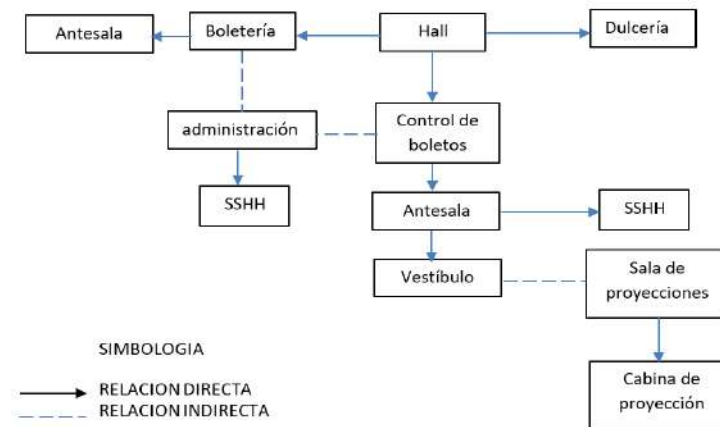 Antesala
Boletería
Hall
Dulcería
administración
Control de
boletos
SSHH
Antesala
SSHH
Vestíbulo
Sala de
proyecciones
Cabina de
proyección
SIMBOLOGIA
RELACION DIRECTA
RELACION INDIRECTA